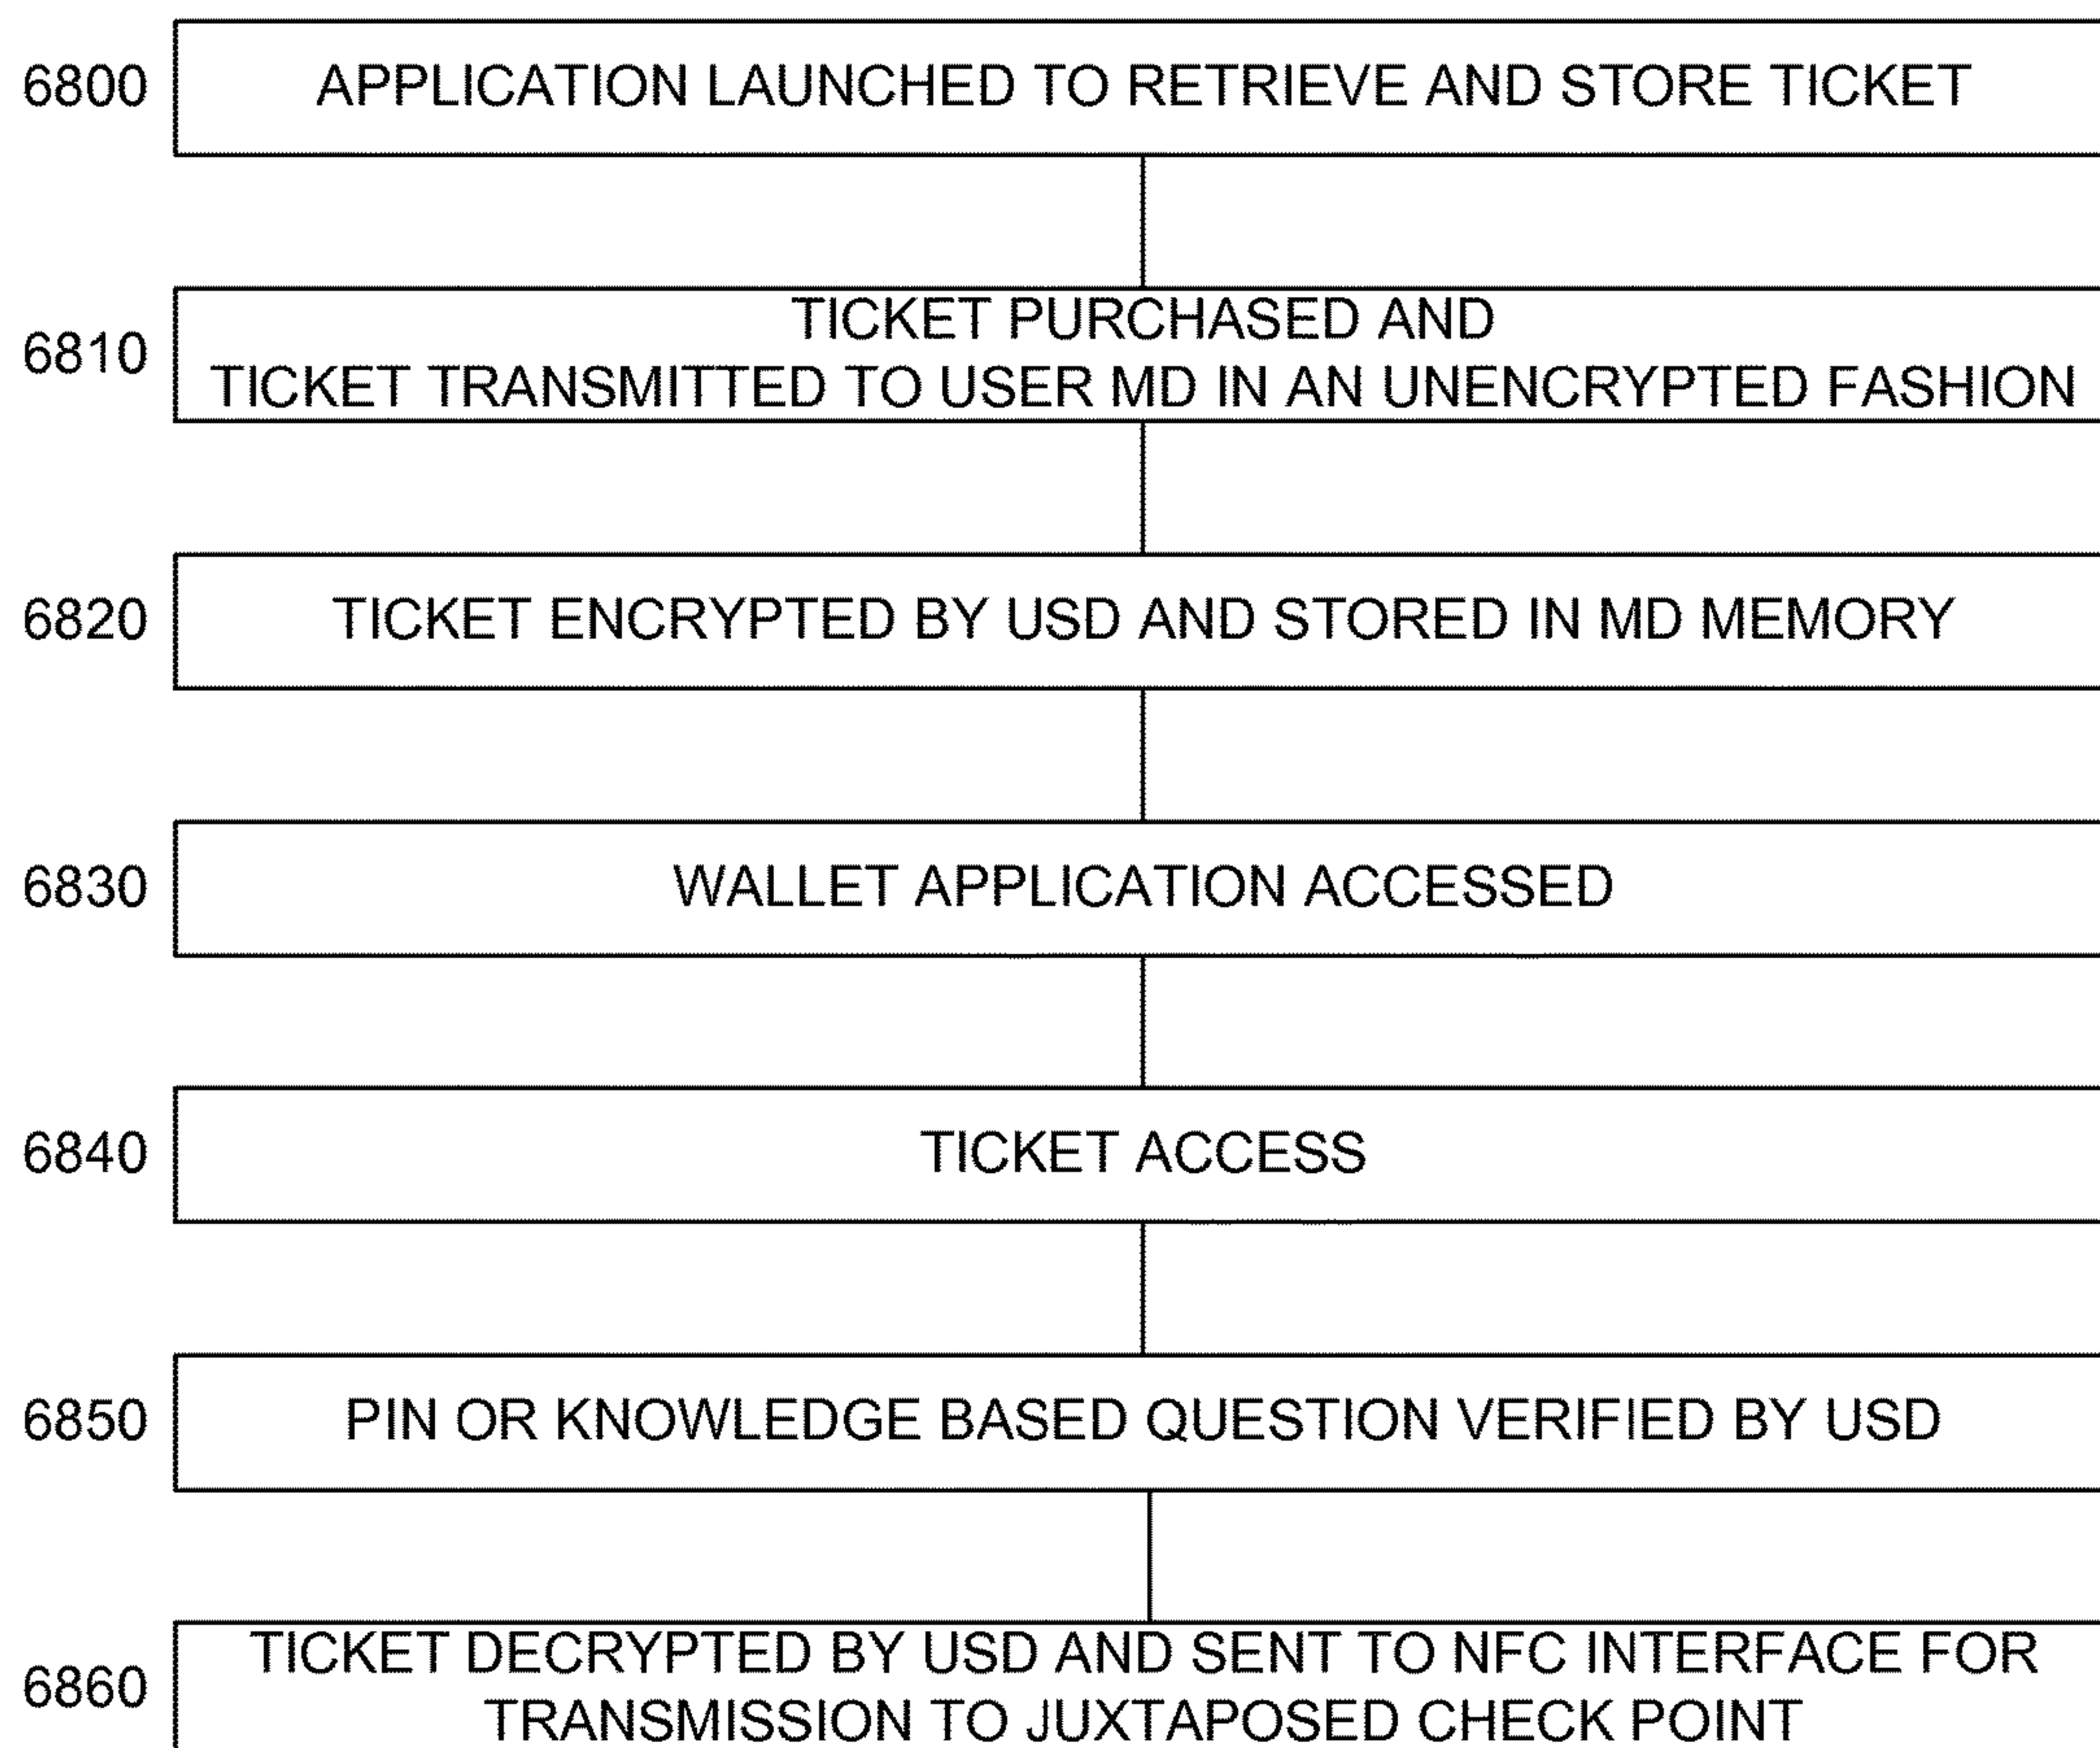 6800 APPLICATION LAUNCHED TO RETRIEVE AND STORE TICKET
TICKET PURCHASED AND
6810 TICKET TRANSMITTED TO USER MD IN AN UNENCRYPTED FASHION
6820 TICKET ENCRYPTED BY USD AND STORED IN MD MEMORY
6830 WALLET APPLICATION ACCESSED
6840 TICKET ACCESS
6850 PIN OR KNOWLEDGE BASED QUESTION VERIFIED BY USD
6860 TICKET DECRYPTED BY USD AND SENT TO NFC INTERFACE FOR
TRANSMISSION TO JUXTAPOSED CHECK POINT